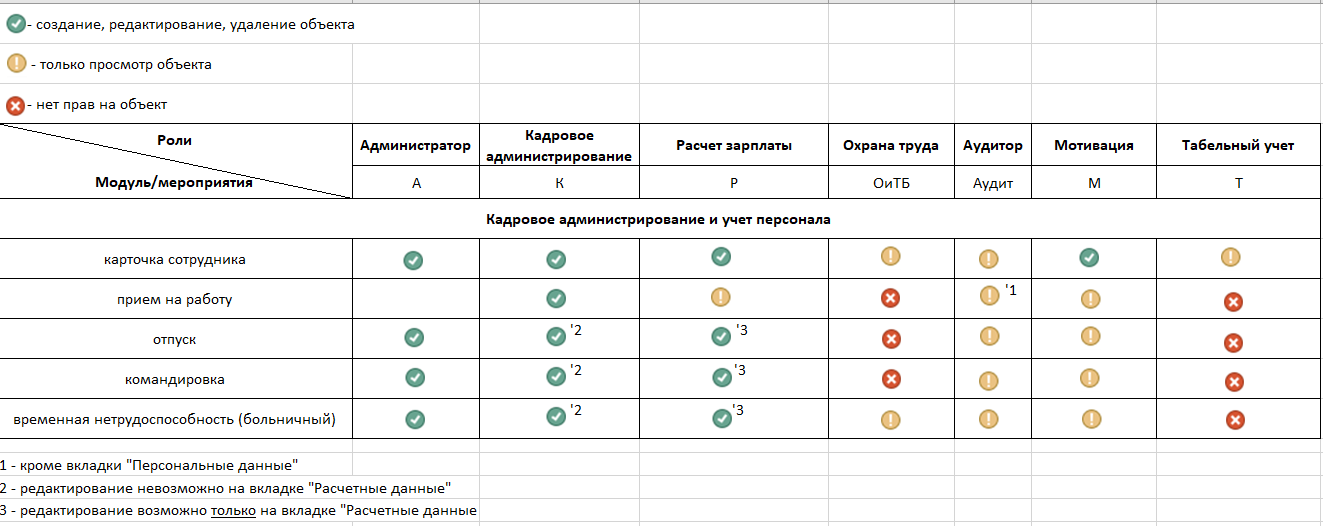 - создание, редактирование, удаление объекта
- только просмотр объекта
- нет прав на объект
Роли
Модуль/мероприятия
Администратор
Кадровое
администрирование
Расчет зарплаты
Охрана труда
Аудитор
Мотивация
Табельный учет
А
К
Р
ОиТБ
Аудит
М
Т
Кадровое администрирование и учет персонала
карточка сотрудника
прием на работу
'1
отпуск
'2
'3
командировка
'2
'3
временная нетрудоспособность (больничный)
'2
'3
1 - кроме вкладки "Персональные данные"
2 - редактирование невозможно на вкладке "Расчетные данные"
3 - редактирование возможно только на вкладке "Расчетные данные